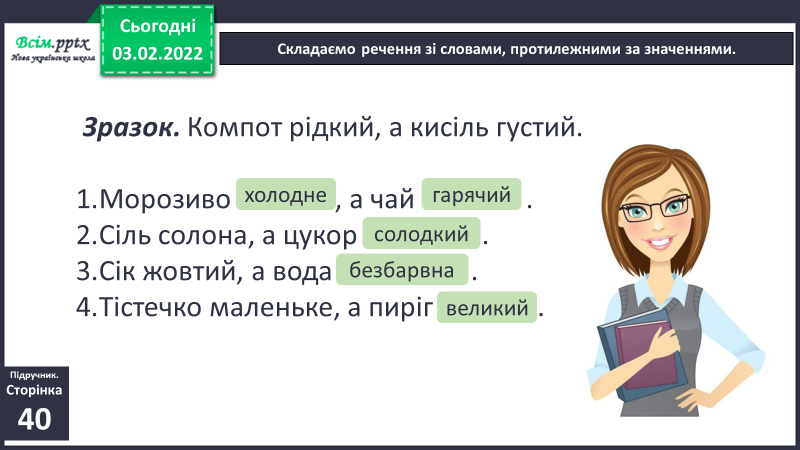 Всім.pptx
Нова українська школа
Сьогодні
03.02.2022
Складаємо речення зі словами, протилежними за значеннями.
Зразок. Компот рідкий, а кисіль густий.
1.Морозиво холодне, а чай гарячий.
2.Сіль солона, а цукор солодкий.
3.Сік жовтий, а вода безбарвна.
4.Тістечко маленьке, а пиріг великий.
Підручник.
Сторінка
40